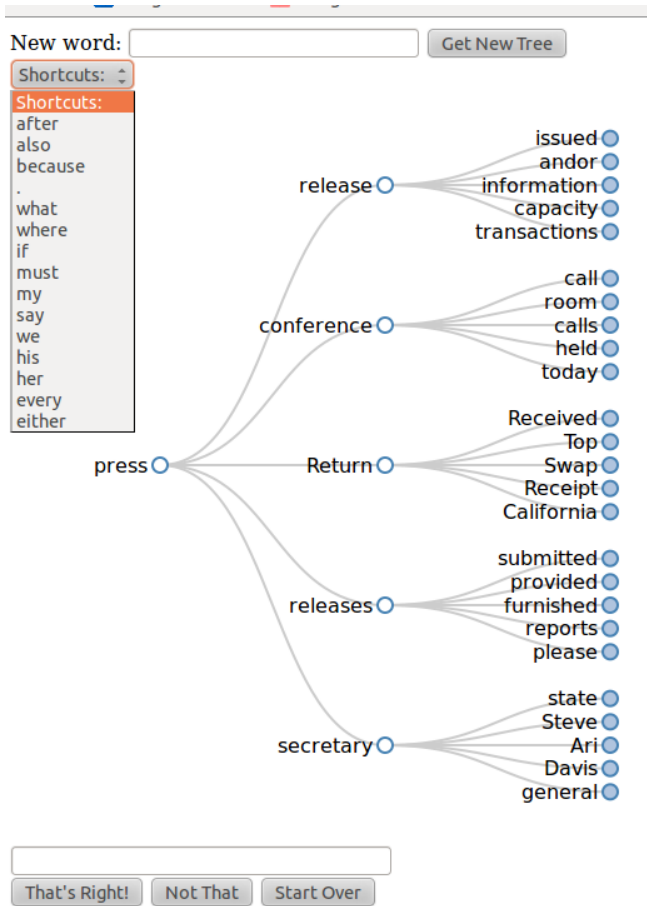 New word:
Get New Tree
Shortcuts:
Shortcuts:
after
also
because
.
what
where
if
must
my
say
we
his
her
every
either
press
release
issued
andor
information
capacity
transactions
conference
call
room
calls
held
today
Return
Received
Top
Swap
Receipt
California
releases
submitted
provided
furnished
reports
please
secretary
state
Steve
Ari
Davis
general
That's Right!
Not That
Start Over